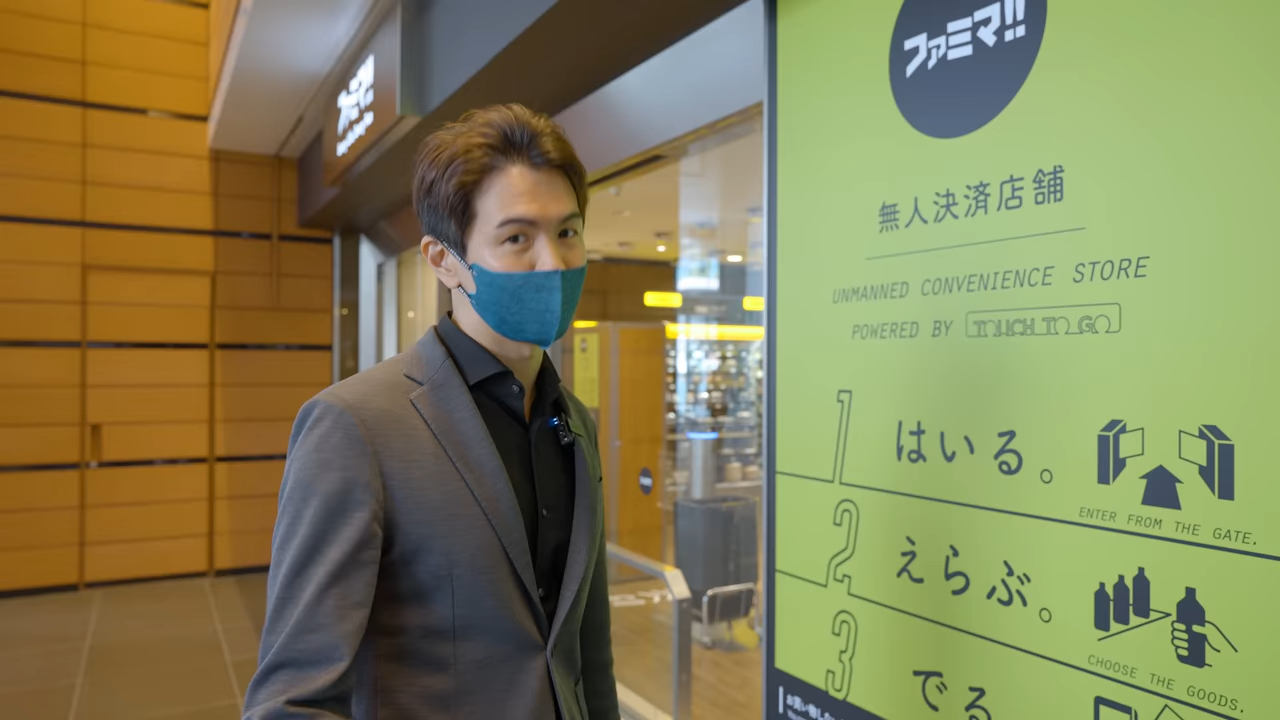 ファミマ!!
ファミマ!!
無人決済店舗
UNMANNED CONVENIENCE STORE
POWERED BY TOUCH TO GO
1 はいる。
ENTER FROM THE GATE.
2 えらぶ。
CHOOSE THE GOODS.
3 でる